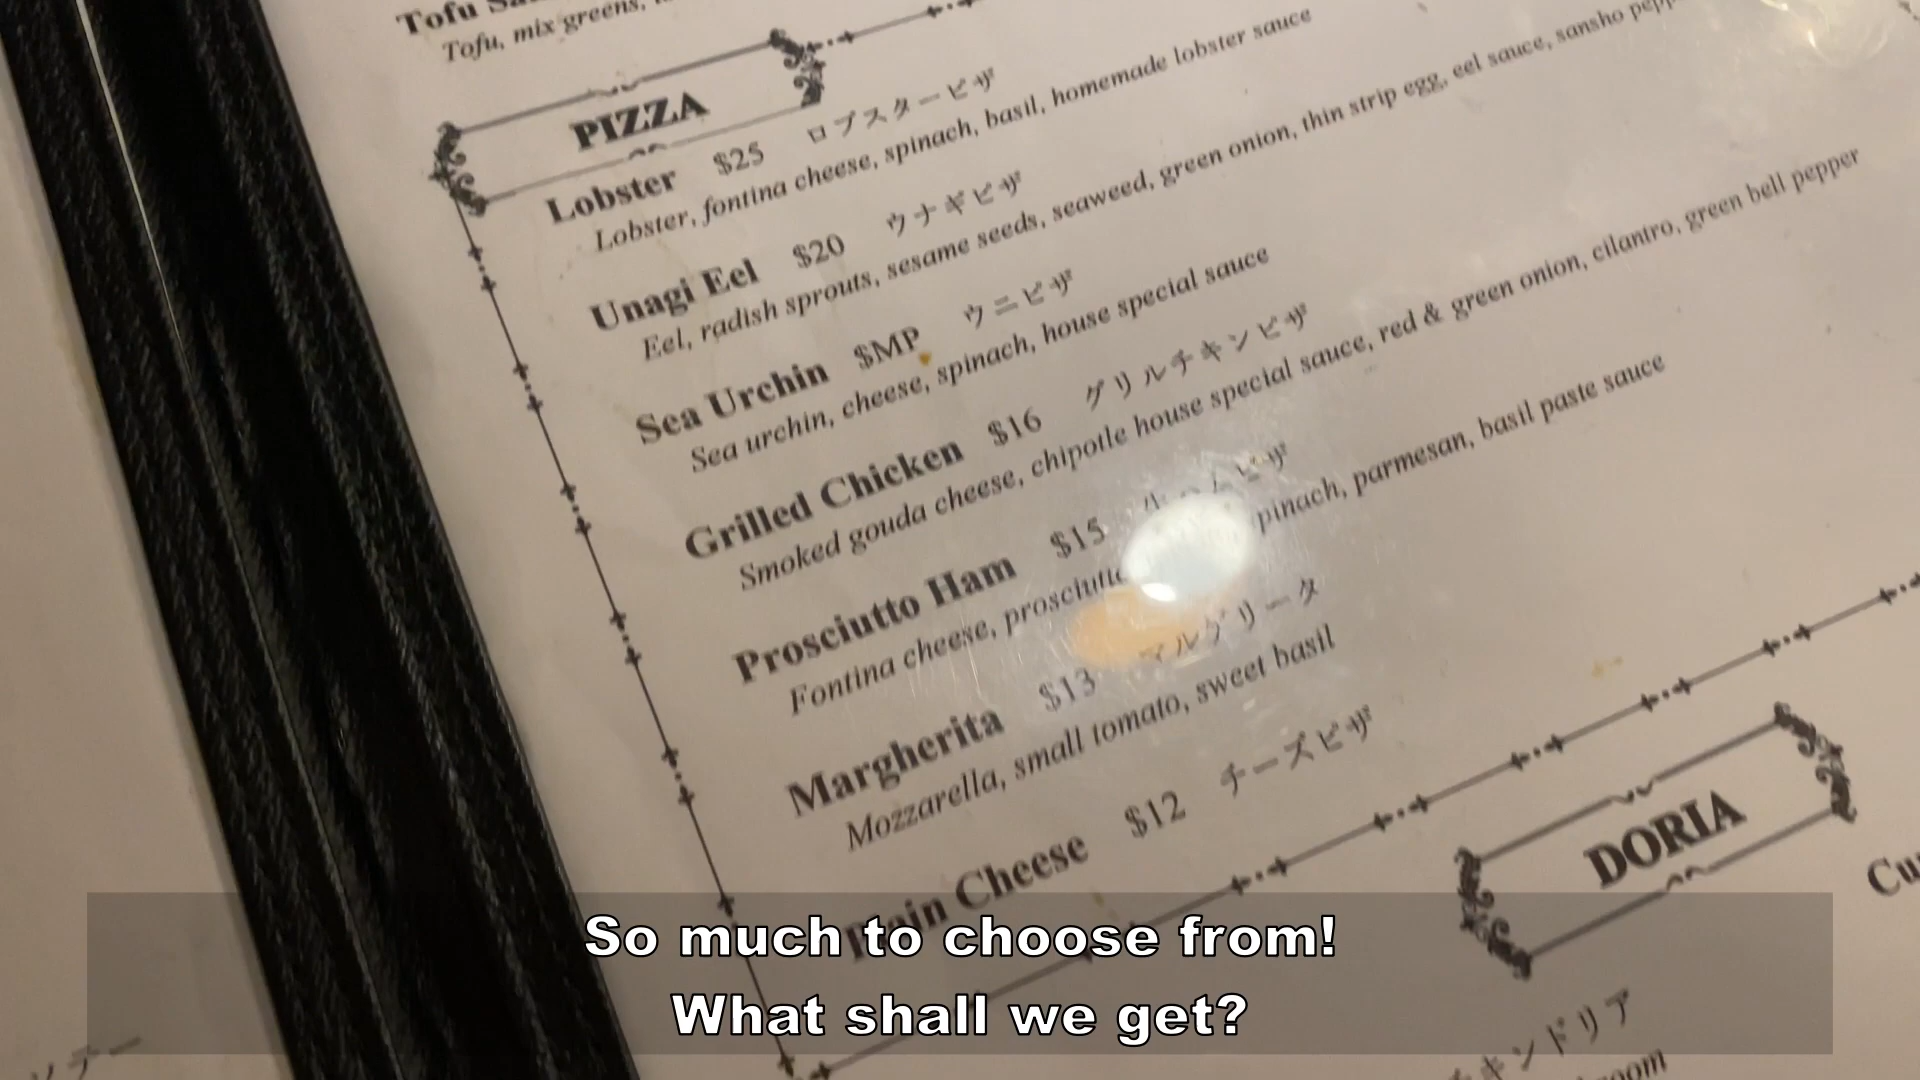 Tofu
Tofu, mix greens,
PIZZA
Lobster $25 ロブスターピザ
Lobster, fontina cheese, spinach, basil, homemade lobster sauce
Unagi Eel $20 ウナギピザ
Eel, radish sprouts, sesame seeds, seaweed, green onion, thin strip egg, eel sauce, sansho
Sea Urchin $MP ウニピザ
Sea urchin, cheese, spinach, house special sauce
Grilled Chicken $16 グリルチキンピザ
Smoked gouda cheese, chipotle house special sauce, red & green onion, cilantro, green bell pepper
Prosciutto Ham $15 ピザ
Fontina cheese, parmesan, basil paste sauce
Margherita $13 マルゲリータ
Mozzarella, small tomato, sweet basil
Plain Cheese $12 チーズピザ
DORIA
So much to choose from!
What shall we get?